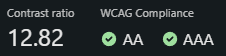 Contrast ratio WCAG Compliance
12.82 AA AAA